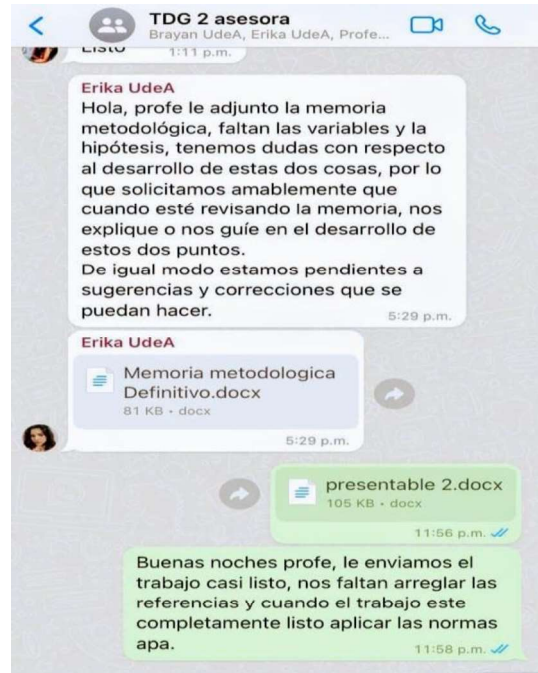 TDG 2 asesora
Brayan UdeA, Erika UdeA, Profe...
Listo
1:11 p.m.
Erika UdeA
Hola, profe le adjunto la memoria
metodológica, faltan las variables y la
hipótesis, tenemos dudas con respecto
al desarrollo de estas dos cosas, por lo
que solicitamos amablemente que
cuando esté revisando la memoria, nos
explique o nos guíe en el desarrollo de
estos dos puntos.
De igual modo estamos pendientes a
sugerencias y correcciones que se
puedan hacer.
5:29 p.m.
Erika UdeA
Memoria metodologica
Definitivo.docx
81 KB • docx
5:29 p.m.
presentable 2.docx
105 KB • docx
11:56 p.m.
Buenas noches profe, le enviamos el
trabajo casi listo, nos faltan arreglar las
referencias y cuando el trabajo este
completamente listo aplicar las normas
apa.
11:58 p.m.